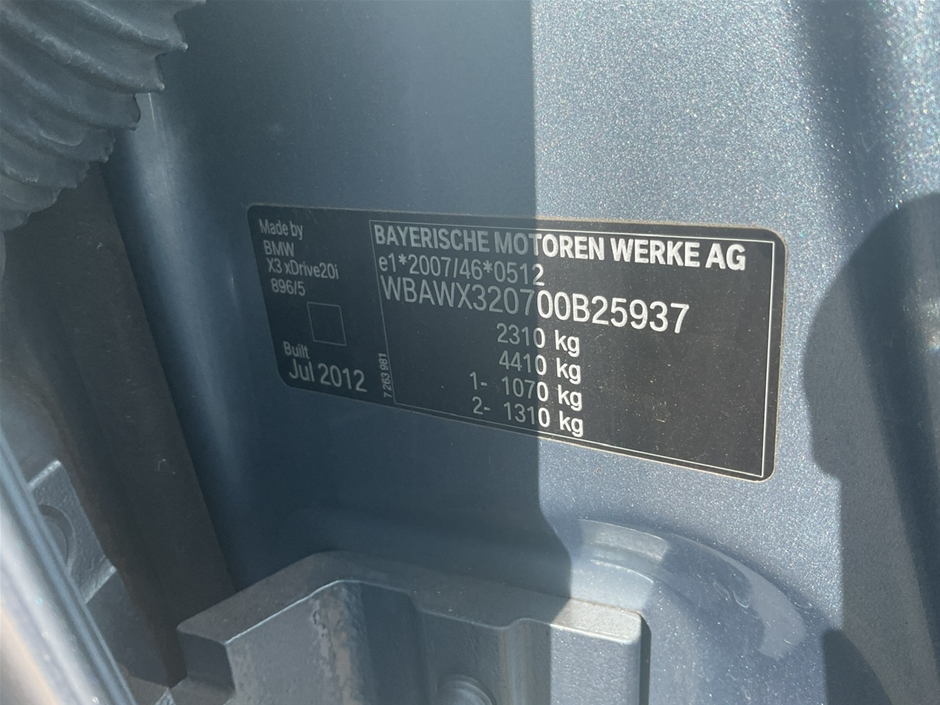 Made by
BMW
X3 xDrive20i
896/5
Built
Jul 2012
7 263 981
BAYERISCHE MOTOREN WERKE AG
e1*2007/46*0512
WBAWX320700B25937
2310 kg
4410 kg
1- 1070 kg
2- 1310 kg